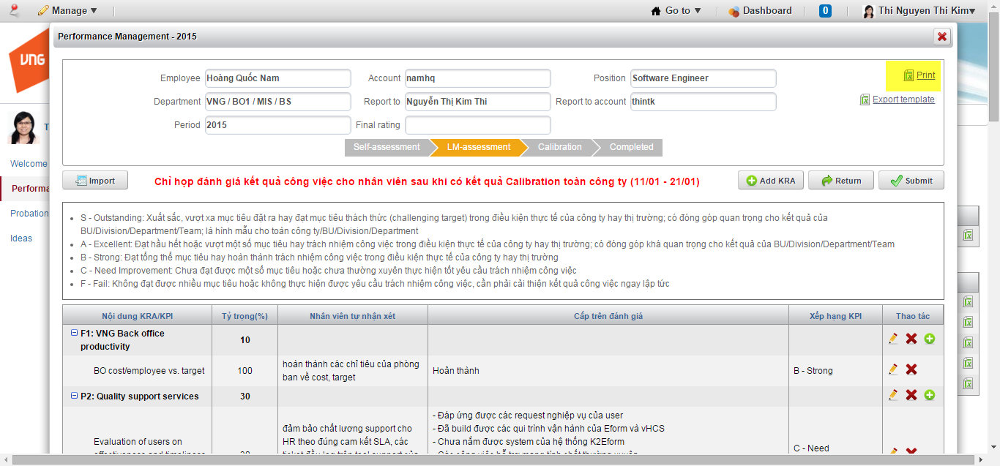 Manage ▼
Go to ▼
Dashboard
0
Thi Nguyen Thi Kim▼
VNG
T
Welcome
Performa
Probation
Ideas
Performance Management - 2015
Employee Hoàng Quốc Nam Account namhq Position Software Engineer
Print
Department VNG / BO1 / MIS / BS Report to Nguyễn Thị Kim Thi Report to account thintk
Export template
Period 2015 Final rating
Self-assessment LM-assessment Calibration Completed
Import
Chỉ họp đánh giá kết quả công việc cho nhân viên sau khi có kết quả Calibration toàn công ty (11/01 - 21/01)
Add KRA Return Submit
S - Outstanding: Xuất sắc, vượt xa mục tiêu đặt ra hay đạt mục tiêu thách thức (challenging target) trong điều kiện thực tế của công ty hay thị trường; có đóng góp quan trọng cho kết quả của
BU/Division/Department/Team; là hình mẫu cho toàn công ty/BU/Division/Department
A - Excellent: Đạt hầu hết hoặc vượt một số mục tiêu hay trách nhiệm công việc trong điều kiện thực tế của công ty hay thị trường; có đóng góp khá quan trọng cho kết quả của BU/Division/Department/Team
B - Strong: Đạt tổng thể mục tiêu hay hoàn thành trách nhiệm công việc trong điều kiện thực tế của công ty hay thị trường
C - Need Improvement: Chưa đạt được một số mục tiêu hoặc chưa thường xuyên thực hiện tốt yêu cầu trách nhiệm công việc
F - Fail: Không đạt được nhiều mục tiêu hoặc không thực hiện được yêu cầu trách nhiệm công việc, cần phải cải thiện kết quả công việc ngay lập tức
Nội dung KRA/KPI Tỷ trọng(%) Nhân viên tự nhận xét Cấp trên đánh giá Xếp hạng KPI Thao tác
F1: VNG Back office
productivity
10
BO cost/employee vs. target
100
hoàn thành các chỉ tiêu của phòng
ban về cost, target
Hoàn thành
B - Strong
P2: Quality support services
30
Evaluation of users on
đảm bảo chất lương support cho
HR theo đúng cam kết SLA, các
- Đáp ứng được các request nghiệp vụ của user
- Đã build được các qui trình vận hành của Eform và vHCS
- Chưa nắm được system của hệ thống K2Eform
C - Need